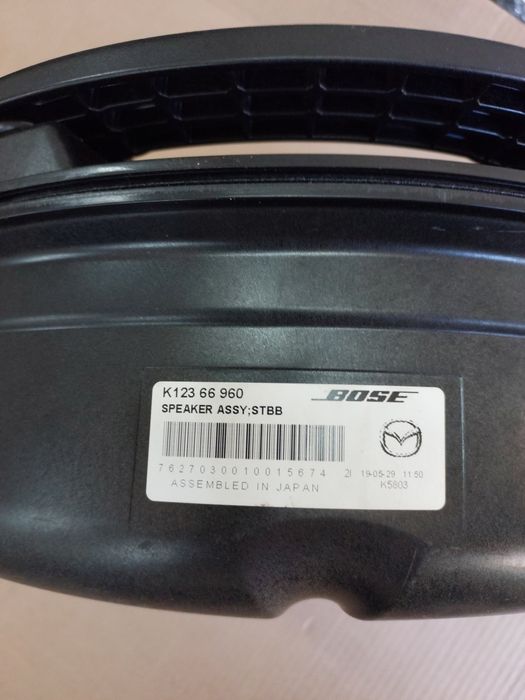 K123 66 960 BOSE
SPEAKER ASSY;STBB
7627030010015674 2I 19-05-29 11:50
ASSEMBLED IN JAPAN K5803